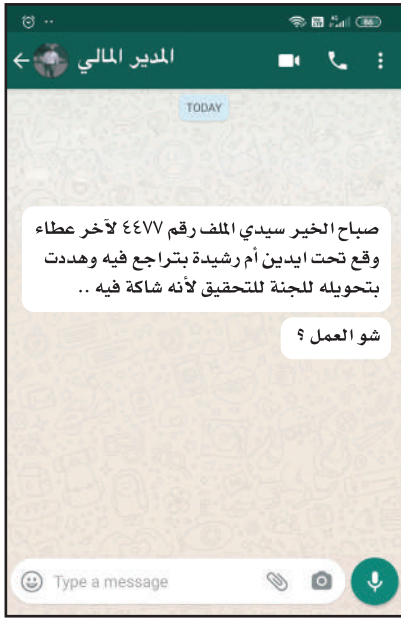 المدير المالي
TODAY
صباح الخير سيدي الملف رقم ٤٤٧٧ لآخر عطاء
وقع تحت ايدين أم رشيدة بتراجع فيه وهددت
بتحويله للجنة للتحقيق لأنه شاكة فيه ..
شو العمل ؟
Type a message